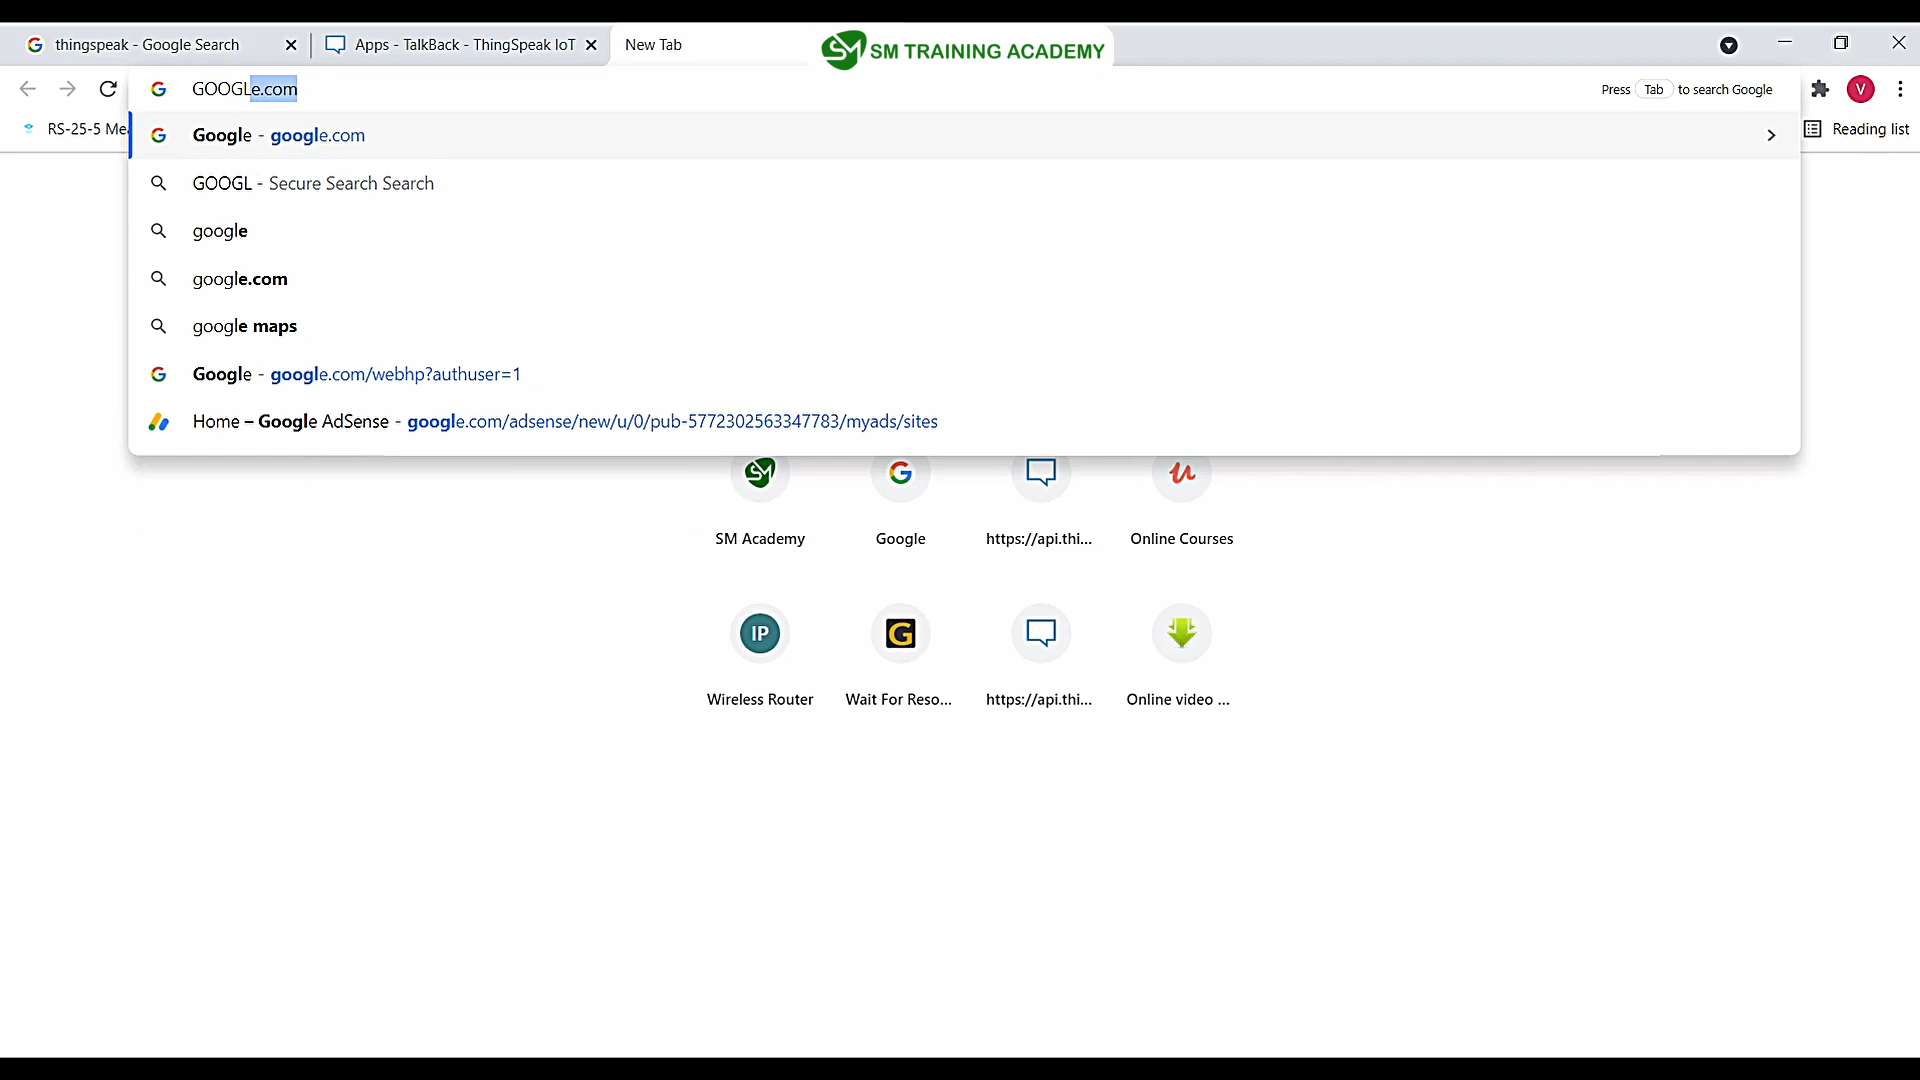 thingspeak - Google Search
Apps - TalkBack - ThingSpeak IoT
New Tab
SM SM TRAINING ACADEMY
GOOGLe.com
Press Tab to search Google
V
RS-25-5 Mea
Reading list
Google - google.com
GOOGL - Secure Search Search
google
google.com
google maps
Google - google.com/webhp?authuser=1
Home – Google AdSense - google.com/adsense/new/u/0/pub-5772302563347783/myads/sites
SM Academy
Google
https://api.thi...
Online Courses
IP
Wireless Router
Wait For Reso...
https://api.thi...
Online video ...